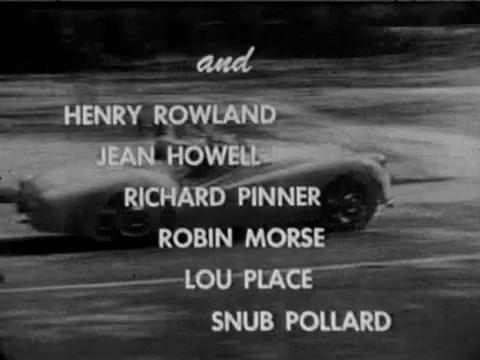 and
HENRY ROWLAND
JEAN HOWELL
RICHARD PINNER
ROBIN MORSE
LOU PLACE
SNUB POLLARD